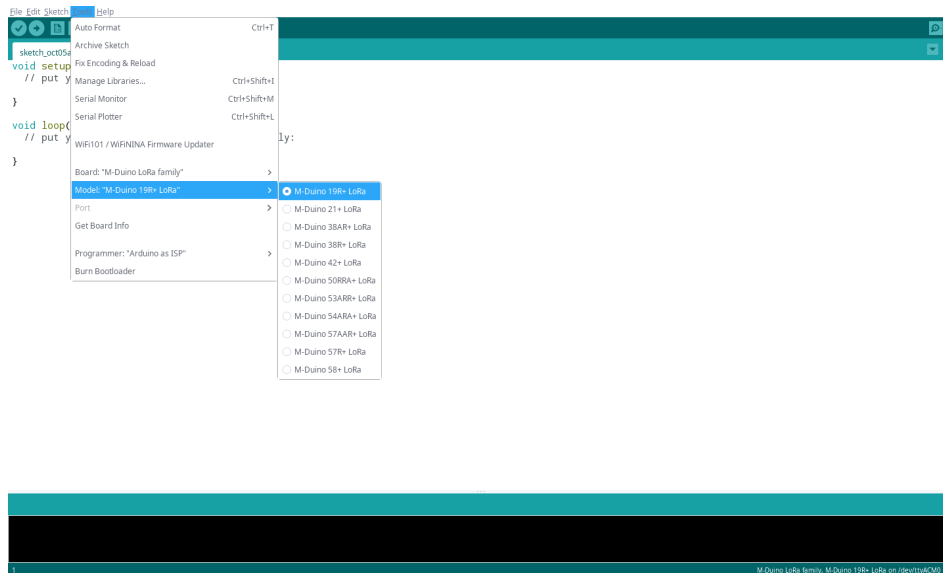 File Edit Sketch Tools Help
sketch_oct05a
void setup
// put y
}
void loop(
// put y ly:
}
Auto Format Ctrl+T
Archive Sketch
Fix Encoding & Reload
Manage Libraries... Ctrl+Shift+I
Serial Monitor Ctrl+Shift+M
Serial Plotter Ctrl+Shift+L
WiFi101 / WiFiNINA Firmware Updater
Board: "M-Duino LoRa family"
Model: "M-Duino 19R+ LoRa"
Port
Get Board Info
Programmer: "Arduino as ISP"
Burn Bootloader
M-Duino 19R+ LoRa
M-Duino 21+ LoRa
M-Duino 38AR+ LoRa
M-Duino 38R+ LoRa
M-Duino 42+ LoRa
M-Duino 50RRA+ LoRa
M-Duino 53ARR+ LoRa
M-Duino 54ARA+ LoRa
M-Duino 57AAR+ LoRa
M-Duino 57R+ LoRa
M-Duino 58+ LoRa
1 M-Duino LoRa family, M-Duino 19R+ LoRa on /dev/ttyACM0